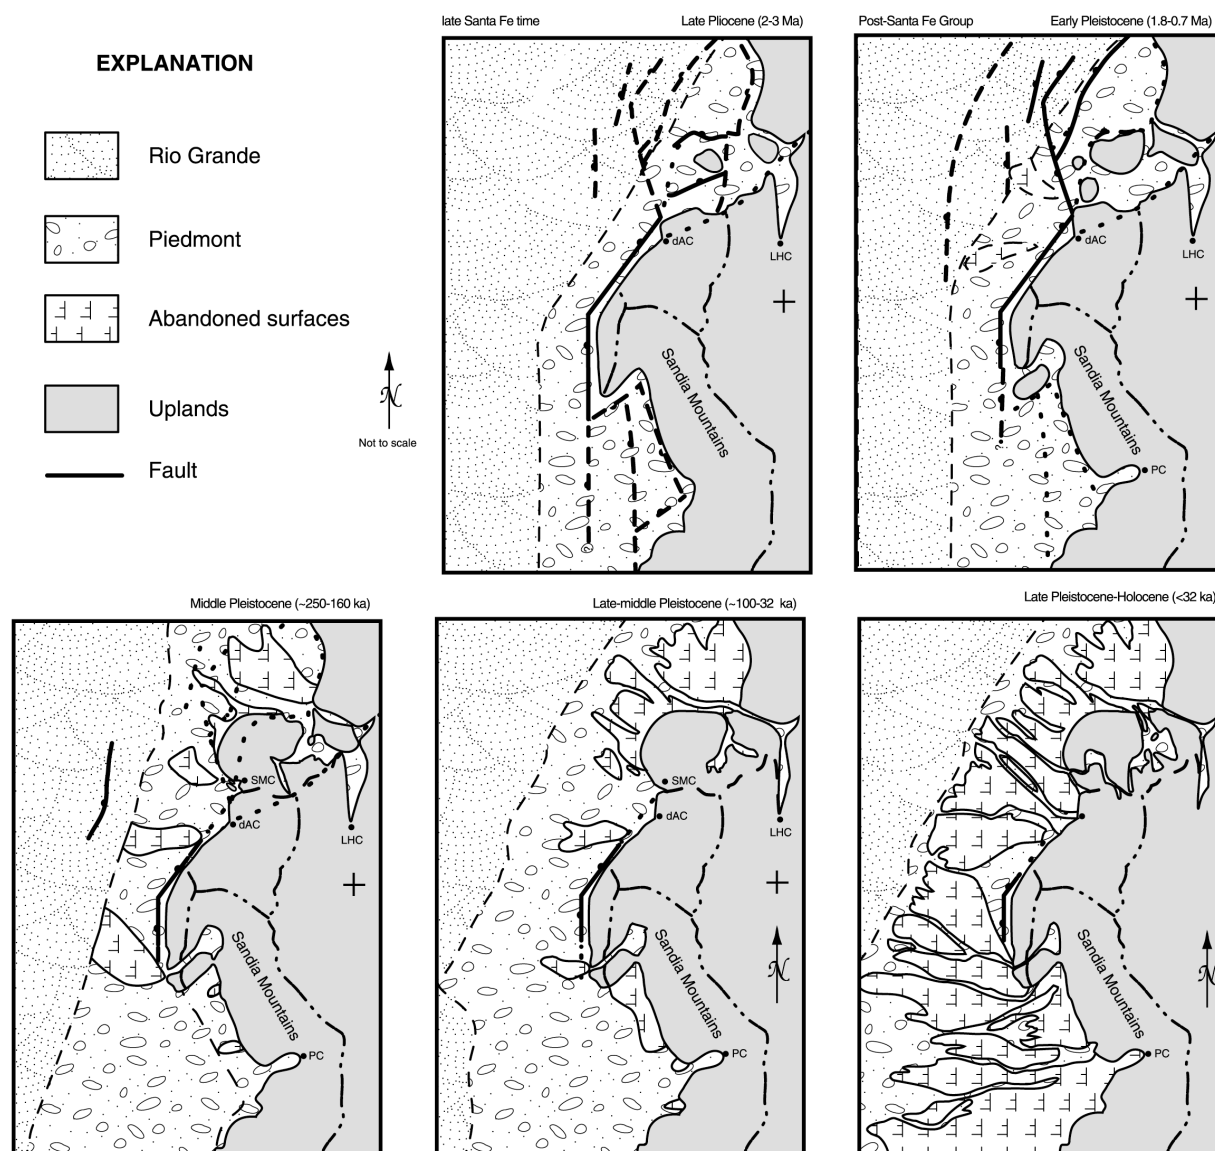 late Santa Fe time
Late Pliocene (2-3 Ma)
Post-Santa Fe Group
Early Pleistocene (1.8-0.7 Ma)
EXPLANATION
Rio Grande
Piedmont
Abandoned surfaces
Uplands
Fault
N
Not to scale
dAC
LHC
Sandia Mountains
?
dAC
LHC
Sandia Mountains
PC
Middle Pleistocene (~250-160 ka)
Late-middle Pleistocene (~100-32 ka)
Late Pleistocene-Holocene (<32 ka)
SMC
dAC
LHC
Sandia Mountains
PC
SMC
dAC
LHC
N
Sandia Mountains
PC
N
Sandia Mountains
PC